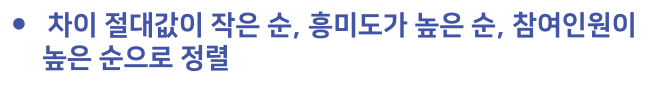 • 차이 절대값이 작은 순, 흥미도가 높은 순, 참여인원이
높은 순으로 정렬